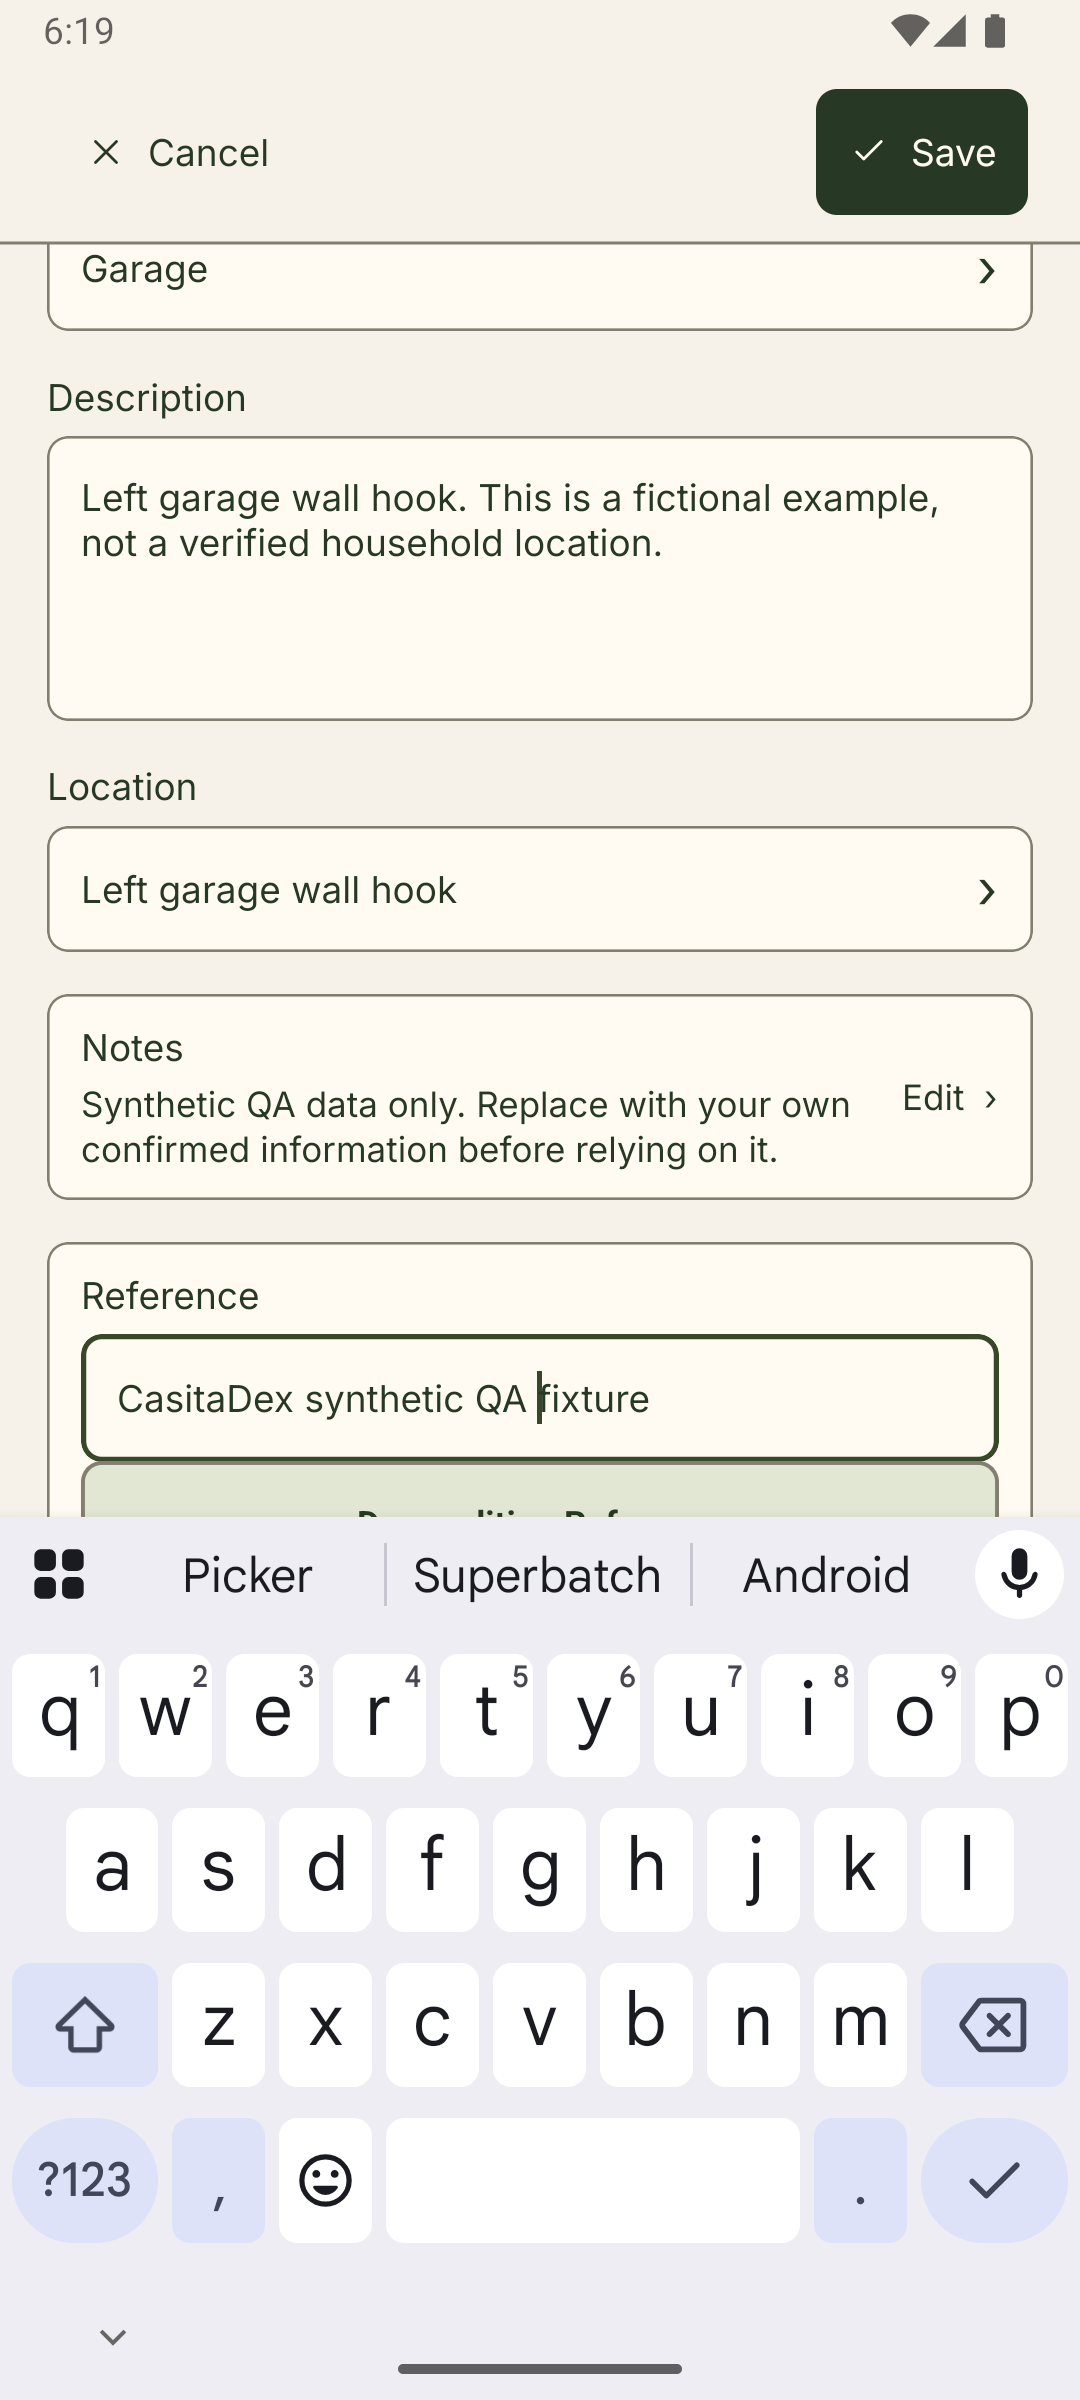 6:19
Cancel
Save
Garage
Description
Left garage wall hook. This is a fictional example,
not a verified household location.
Location
Left garage wall hook
Notes
Synthetic QA data only. Replace with your own
confirmed information before relying on it.
Edit
Reference
CasitaDex synthetic QA fixture
Picker
Superbatch
Android
q 1 w 2 e 3 r 4 t 5 y 6 u 7 i 8 o 9 p 0
a s d f g h j k l
z x c v b n m
?123 , .